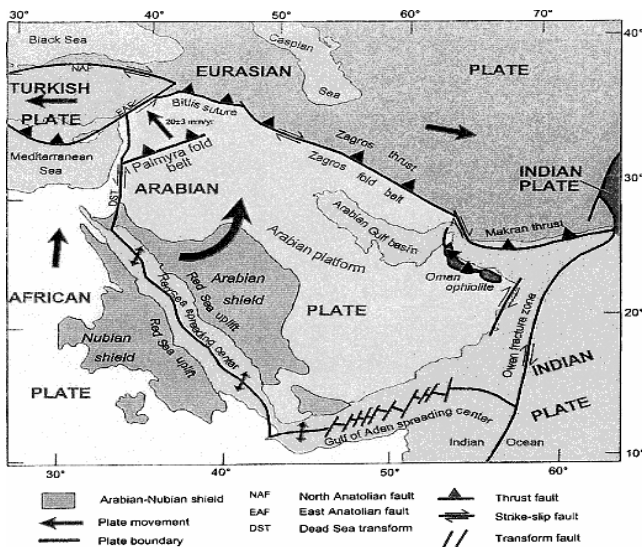 30°
40°
50°
60°
70°
40°
Black Sea
Caspian
Sea
NAF
EURASIAN
PLATE
TURKISH
PLATE
EAF
Bitlis suture
20±3 mm/yr.
Mediterranean
Sea
Palmyra fold
belt
Zagros thrust
Zagros fold
belt
INDIAN
PLATE
30°
ARABIAN
DST
Arabian Gulf basin
Makran thrust
Arabian platform
Oman
ophiolite
AFRICAN
Arabian
shield
Red Sea uplift
Red Sea spreading center
Red Sea uplift
Nubian
shield
PLATE
Owen fracture zone
20°
PLATE
INDIAN
PLATE
Gulf of Aden spreading center
Indian
Ocean
10°
30°
40°
50°
60°
Arabian-Nubian shield
Plate movement
Plate boundary
NAF North Anatolian fault
EAF East Anatolian fault
DST Dead Sea transform
Thrust fault
Strike-slip fault
Transform fault